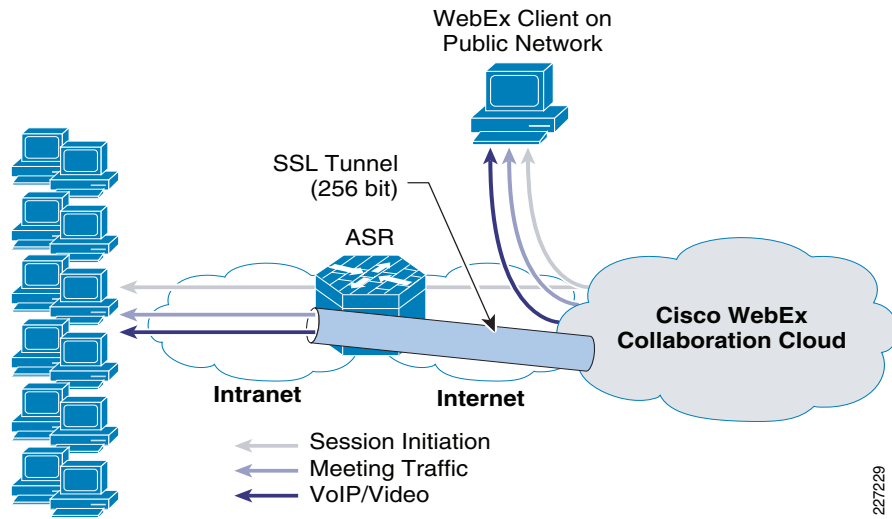 WebEx Client on
Public Network
SSL Tunnel
(256 bit)
ASR
Cisco WebEx
Collaboration Cloud
Intranet
Internet
Session Initiation
Meeting Traffic
VoIP/Video
227229